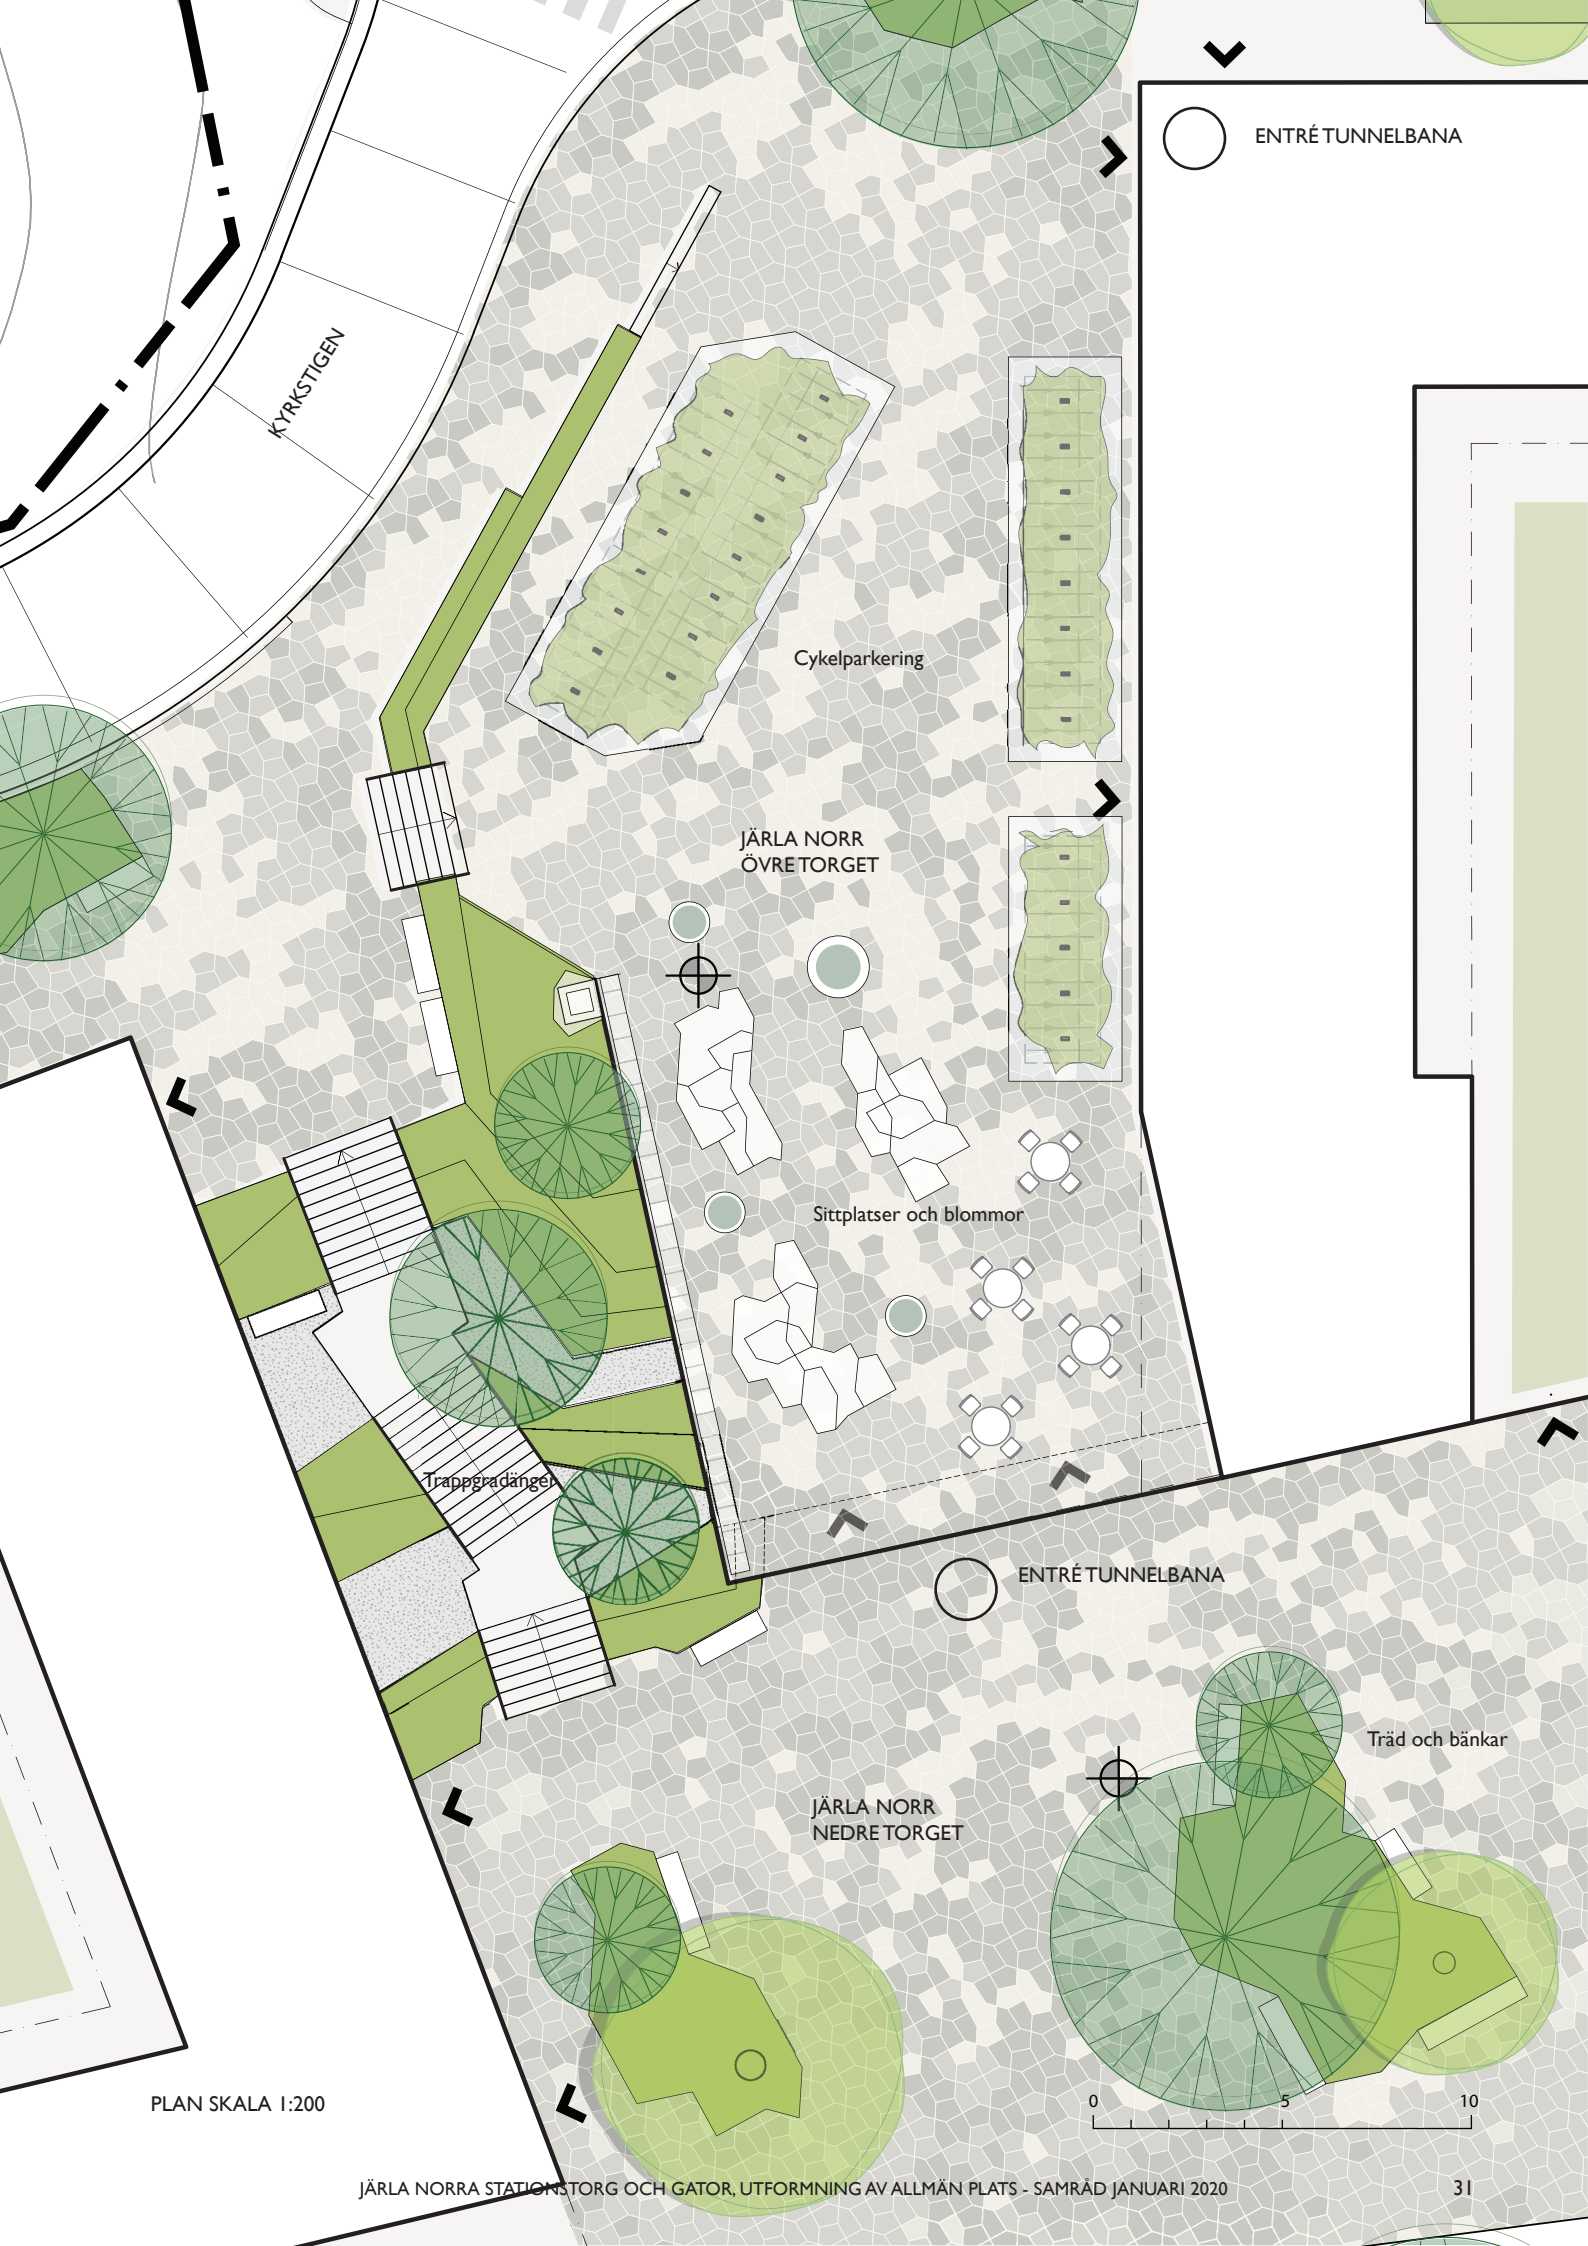 ENTRÉ TUNNELBANA
KYRKSTIGEN
Cykelparkering
JÄRLA NORR
ÖVRE TORGET
Sittplatser och blommor
Trappgradänger
ENTRÉ TUNNELBANA
Träd och bänkar
JÄRLA NORR
NEDRE TORGET
PLAN SKALA 1:200
0 5 10
JÄRLA NORRA STATIONSTORG OCH GATOR, UTFORMNING AV ALLMÄN PLATS - SAMRÅD JANUARI 2020 31